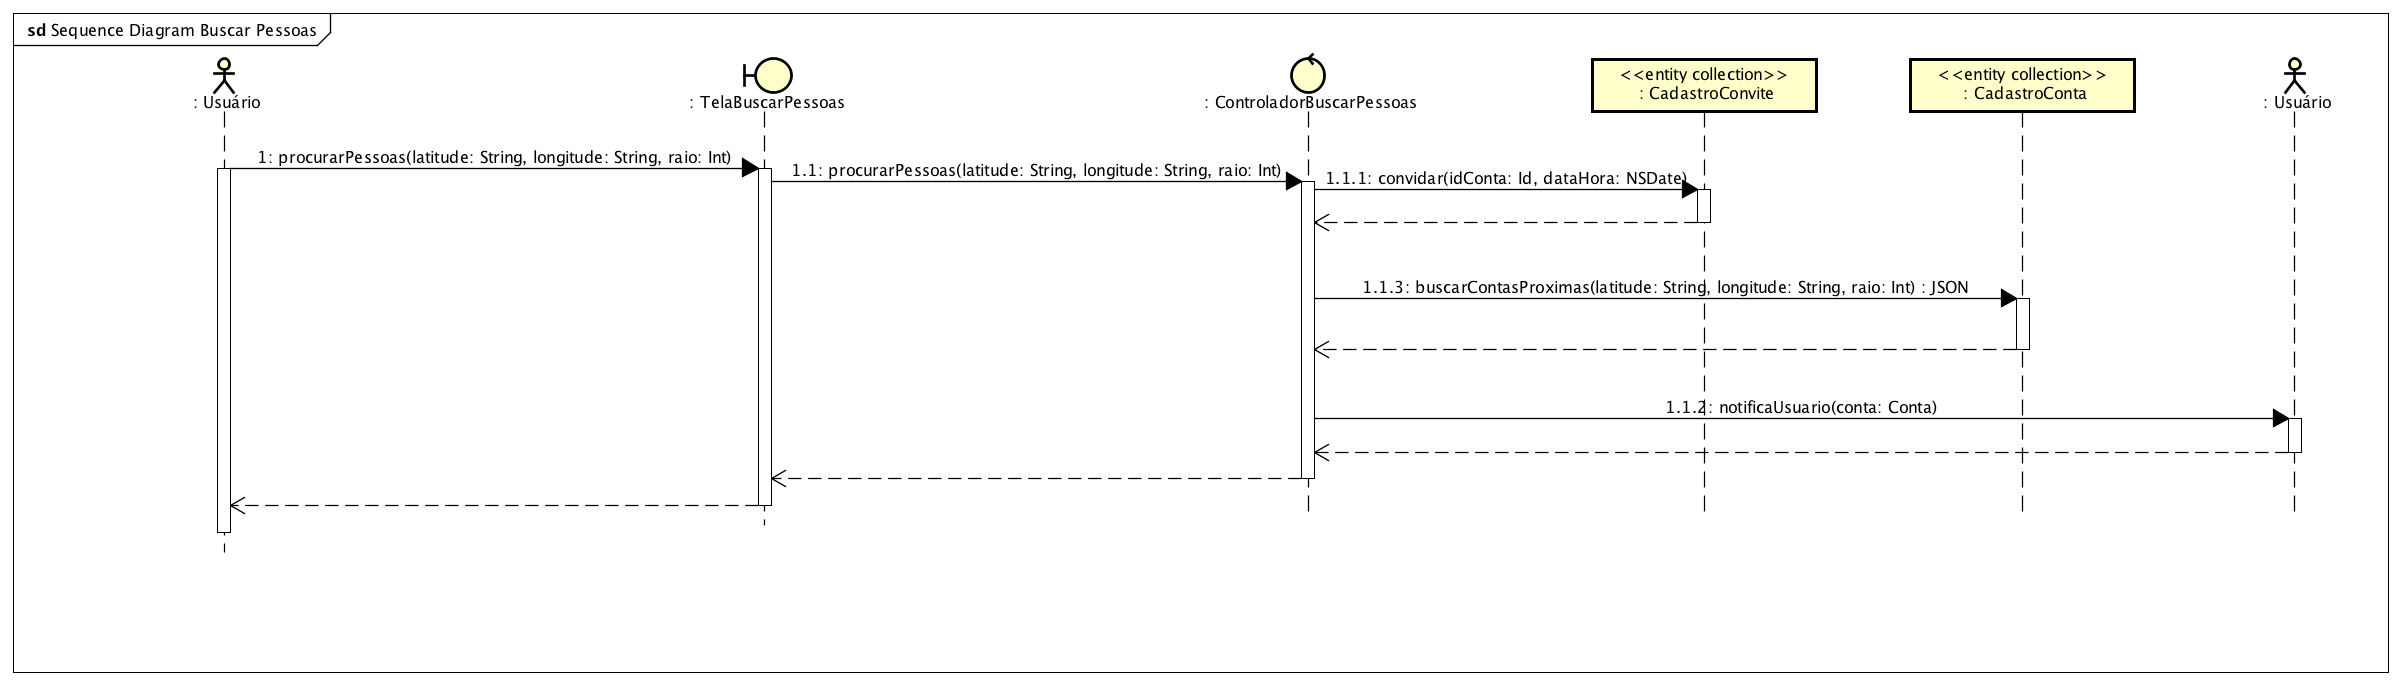 sd Sequence Diagram Buscar Pessoas
: Usuário
: TelaBuscarPessoas
: ControladorBuscarPessoas
<<entity collection>>
: CadastroConvite
<<entity collection>>
: CadastroConta
: Usuário
1: procurarPessoas(latitude: String, longitude: String, raio: Int)
1.1: procurarPessoas(latitude: String, longitude: String, raio: Int)
1.1.1: convidar(idConta: Id, dataHora: NSDate)
1.1.3: buscarContasProximas(latitude: String, longitude: String, raio: Int) : JSON
1.1.2: notificaUsuario(conta: Conta)